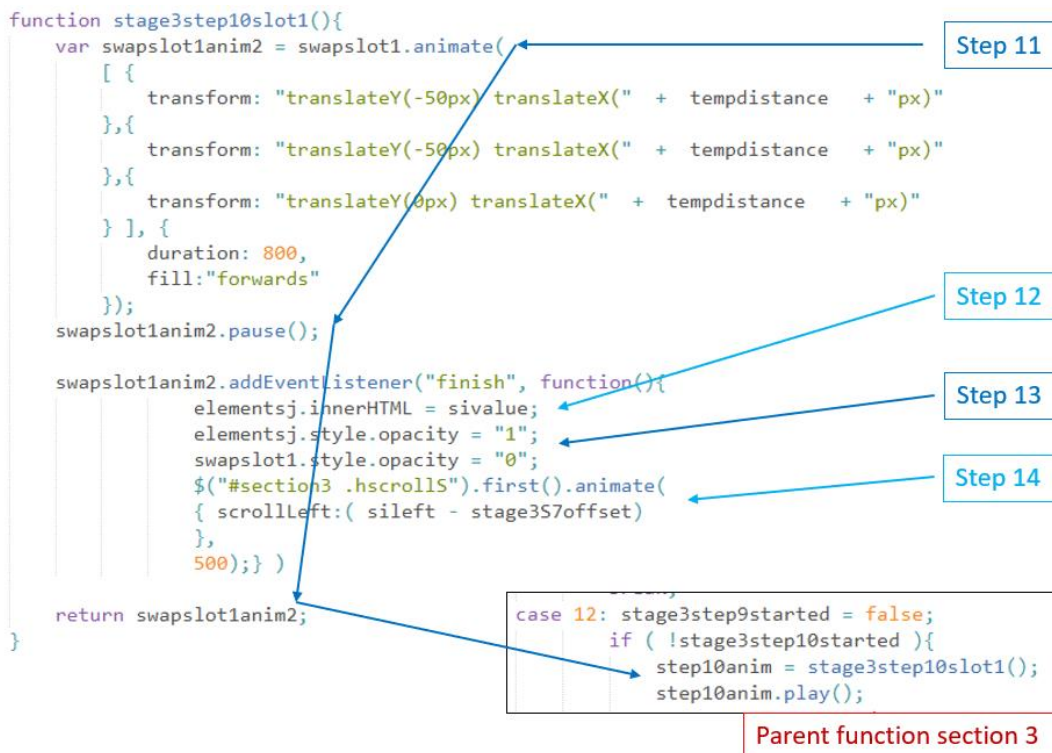 function stage3step10slot1(){
var swapslot1anim2 = swapslot1.animate(
[ {
transform: "translateY(-50px) translateX(" + tempdistance + "px)"
},{
transform: "translateY(-50px) translateX(" + tempdistance + "px)"
},{
transform: "translateY(0px) translateX(" + tempdistance + "px)"
} ], {
duration: 800,
fill:"forwards"
});
swapslot1anim2.pause();
swapslot1anim2.addEventListener("finish", function(){
elementsj.innerHTML = sivalue;
elementsj.style.opacity = "1";
swapslot1.style.opacity = "0";
$("#section3 .hscrollS").first().animate(
{ scrollLeft:( sileft - stage3S7offset)
},
500);} )
return swapslot1anim2;
}
Step 11
Step 12
Step 13
Step 14
case 12: stage3step9started = false;
if ( !stage3step10started ){
step10anim = stage3step10slot1();
step10anim.play();
Parent function section 3